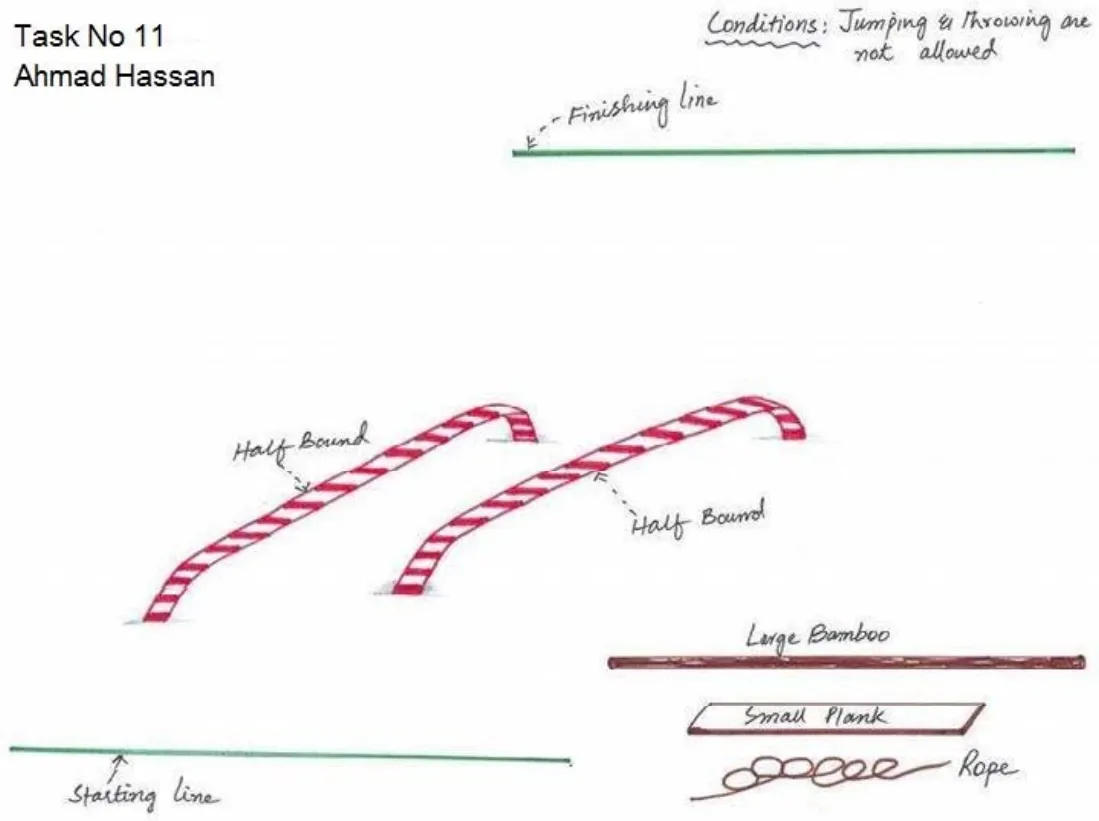 Task No 11
Ahmad Hassan
Conditions: Jumping & Throwing are
not allowed
Finishing line
Half Bound
Half Bound
Large Bamboo
Small Plank
Rope
Starting line